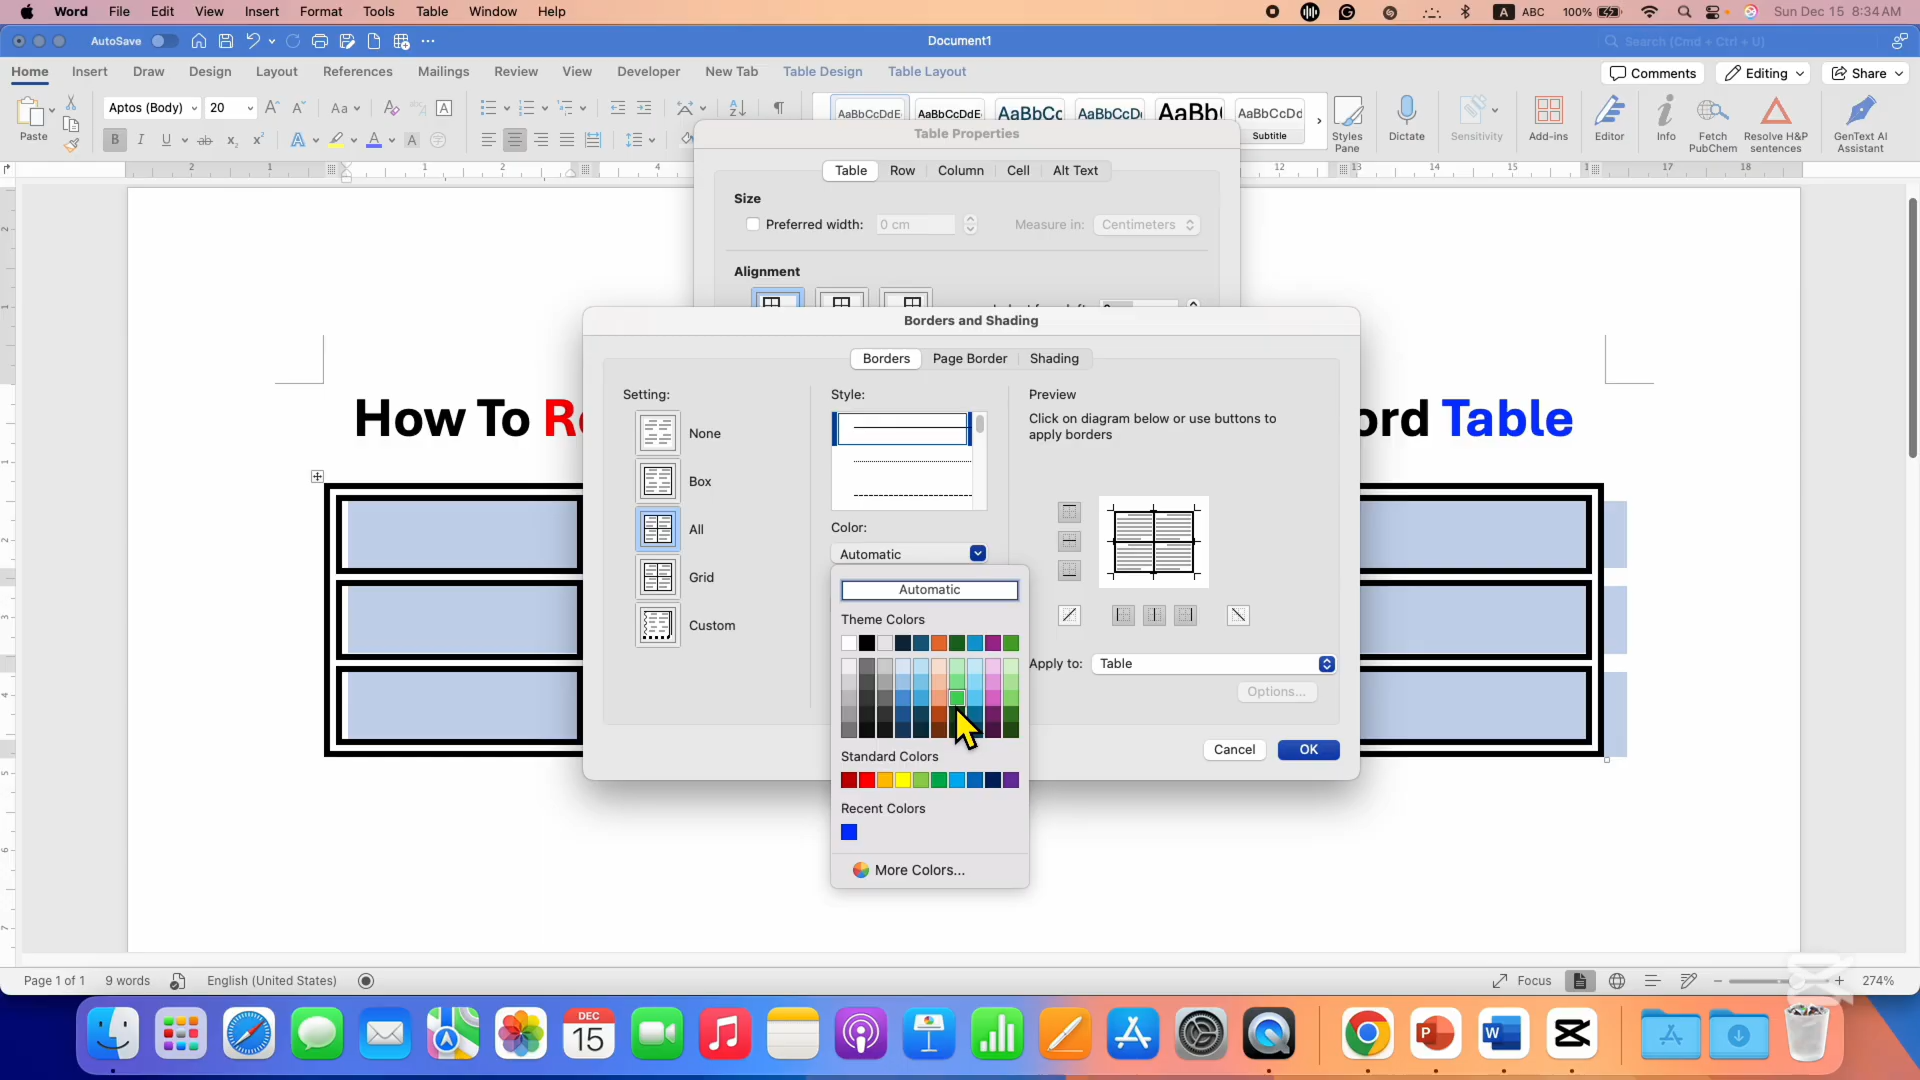 Word File Edit View Insert Format Tools Table Window Help
A ABC 100% Sun Dec 15 8:34 AM
AutoSave
Document1
Search (Cmd + Ctrl + U)
Home Insert Draw Design Layout References Mailings Review View Developer New Tab Table Design Table Layout
Comments Editing Share
Paste
Aptos (Body) 20
AaBbCcDdE AaBbCcDdE AaBbCc AaBbCcDd AaBb AaBbCcDd
Subtitle
Styles
Pane
Dictate
Sensitivity
Add-ins
Editor
Info
Fetch
PubChem
Resolve H&P
sentences
GenText AI
Assistant
Table Properties
Table Row Column Cell Alt Text
Size
Preferred width: 0 cm Measure in: Centimeters
Alignment
Borders and Shading
Borders Page Border Shading
Setting:
None
Box
All
Grid
Custom
Style:
Color:
Automatic
Automatic
Theme Colors
Standard Colors
Recent Colors
More Colors...
Preview
Click on diagram below or use buttons to
apply borders
Apply to: Table
Options...
Cancel OK
How To Re ord Table
Page 1 of 1 9 words English (United States) Focus 274%
DEC
15